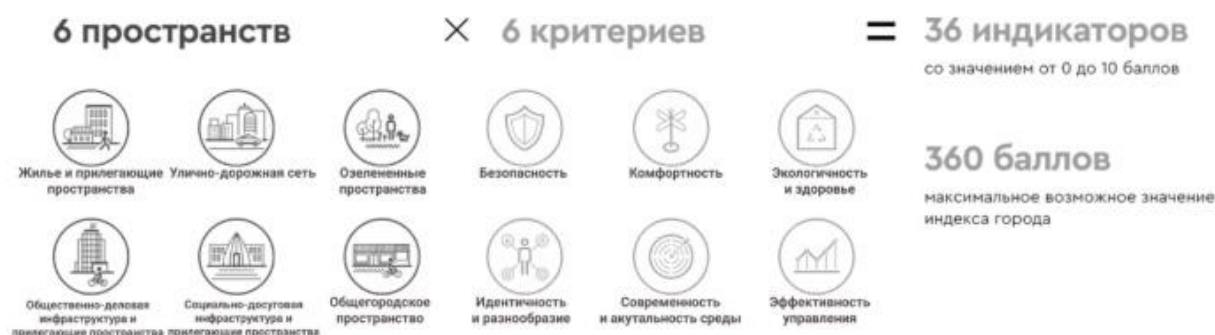 6 пространств
×
6 критериев
=
36 индикаторов
со значением от 0 до 10 баллов
Жилье и прилегающие
пространства
Улично-дорожная сеть
Озелененные
пространства
Безопасность
Комфортность
Экологичность
и здоровье
360 баллов
максимальное возможное значение
индекса города
Общественно-деловая
инфраструктура и
прилегающие пространства
Социально-досуговая
инфраструктура и
прилегающие пространства
Общегородское
пространство
Идентичность
и разнообразие
Современность
и акутальность среды
Эффективность
управления